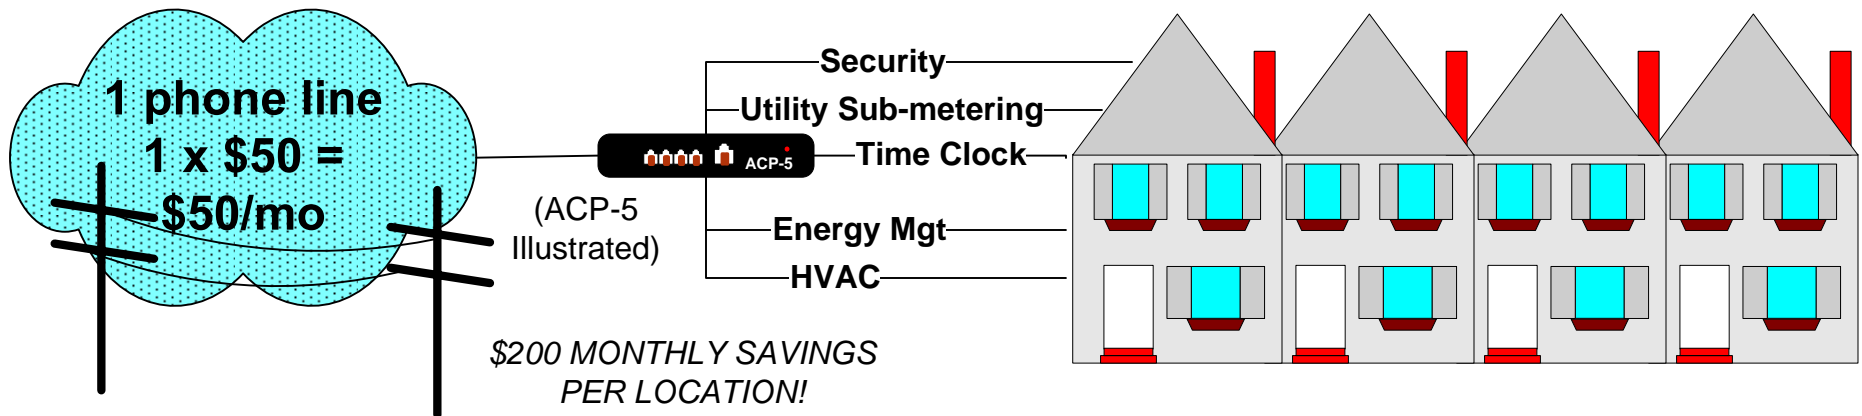 1 phone line
1 x $50 =
$50/mo
ACP-5
(ACP-5
Illustrated)
Security
Utility Sub-metering
Time Clock
Energy Mgt
HVAC
$200 MONTHLY SAVINGS
PER LOCATION!